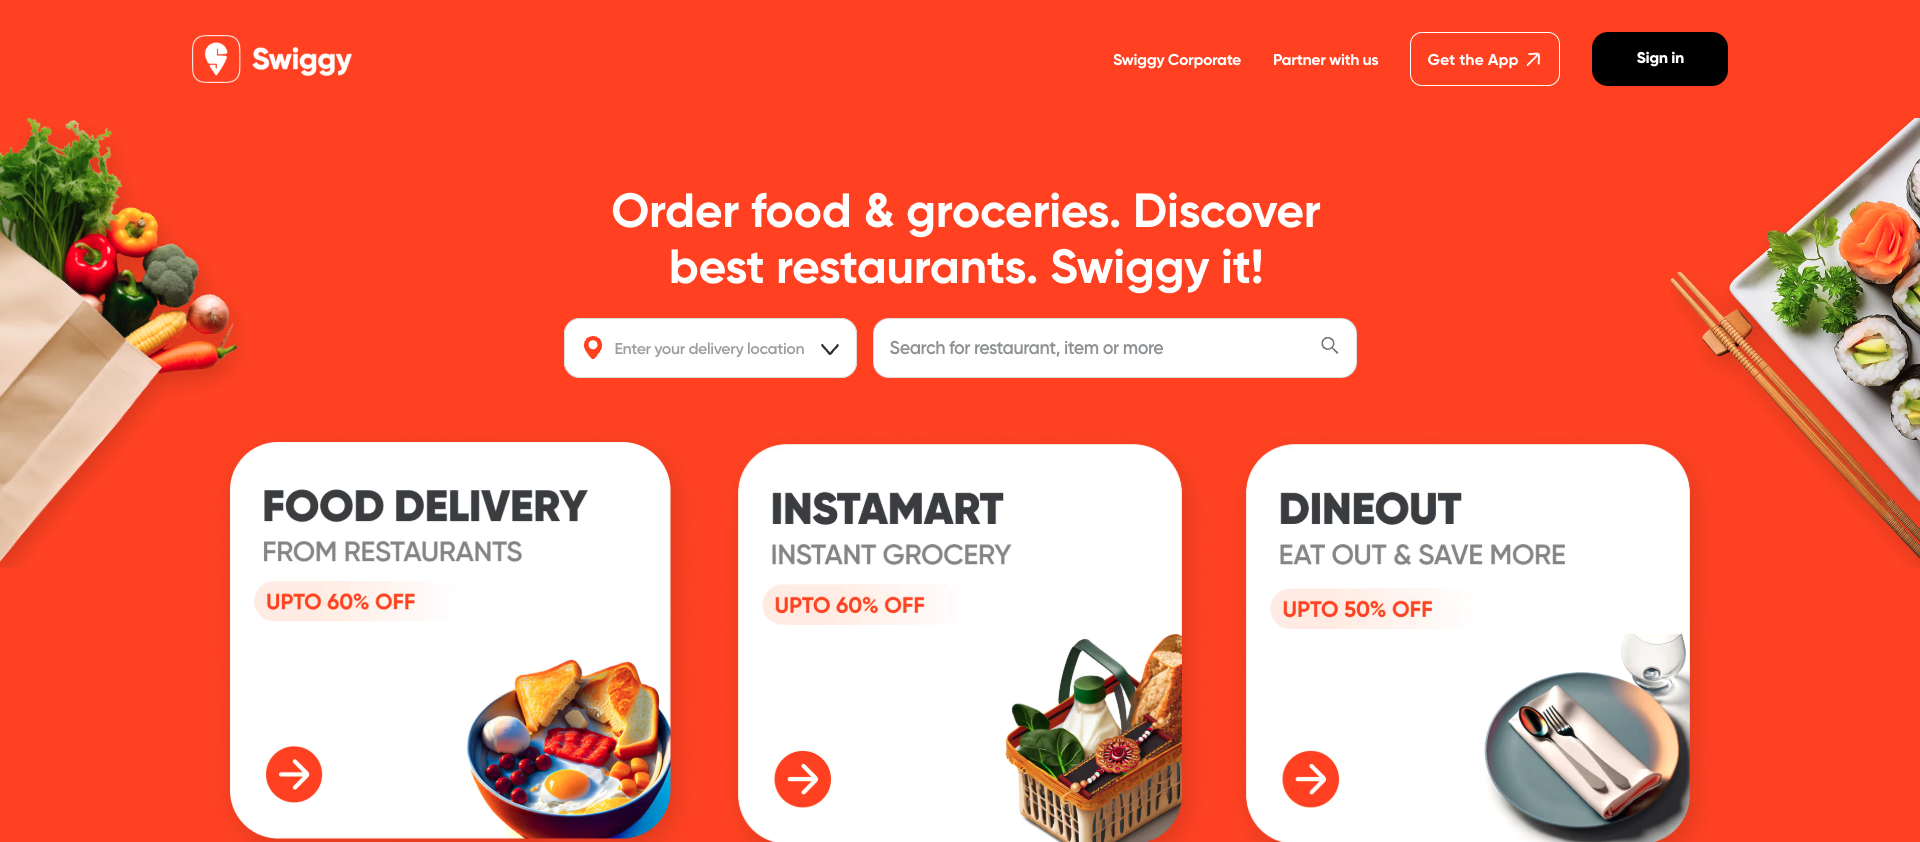 Swiggy
Swiggy Corporate
Partner with us
Get the App
Sign in
Order food & groceries. Discover
best restaurants. Swiggy it!
Enter your delivery location
Search for restaurant, item or more
FOOD DELIVERY
FROM RESTAURANTS
UPTO 60% OFF
INSTAMART
INSTANT GROCERY
UPTO 60% OFF
DINEOUT
EAT OUT & SAVE MORE
UPTO 50% OFF